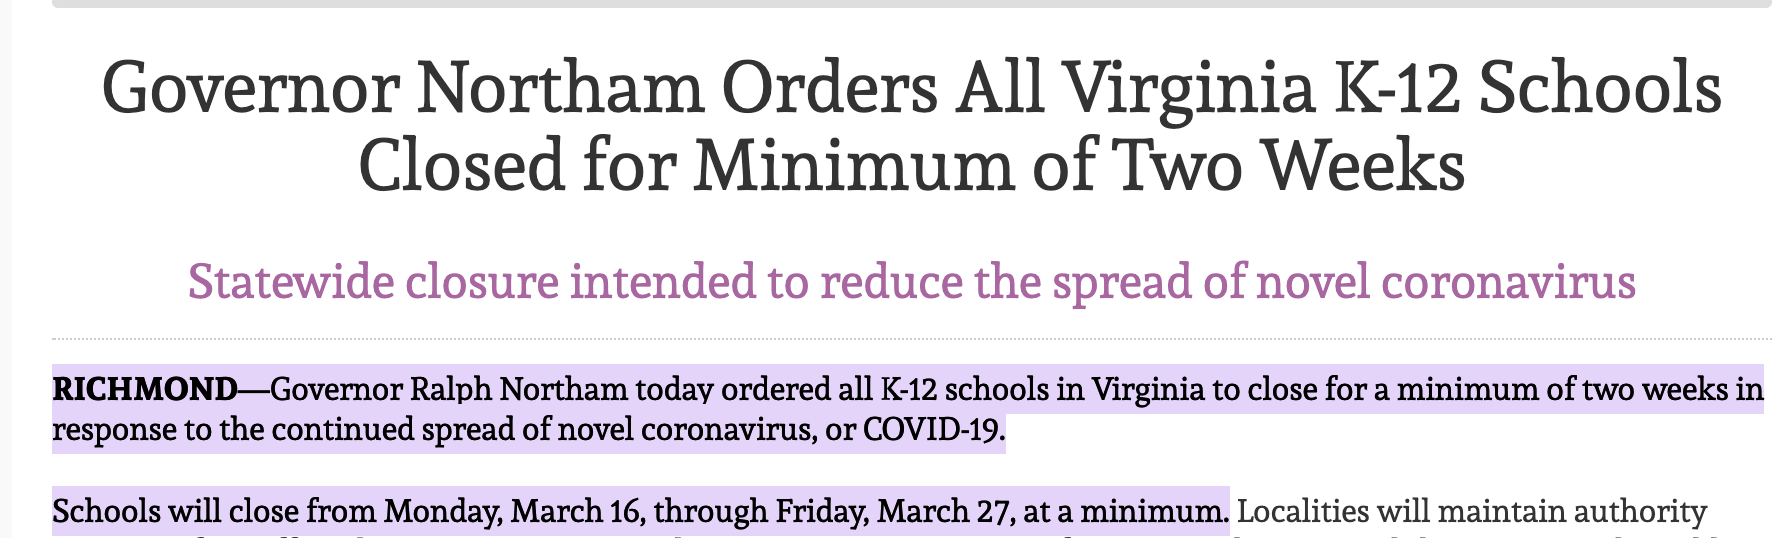 Governor Northam Orders All Virginia K-12 Schools
Closed for Minimum of Two Weeks
Statewide closure intended to reduce the spread of novel coronavirus
RICHMOND—Governor Ralph Northam today ordered all K-12 schools in Virginia to close for a minimum of two weeks in
response to the continued spread of novel coronavirus, or COVID-19.
Schools will close from Monday, March 16, through Friday, March 27, at a minimum. Localities will maintain authority